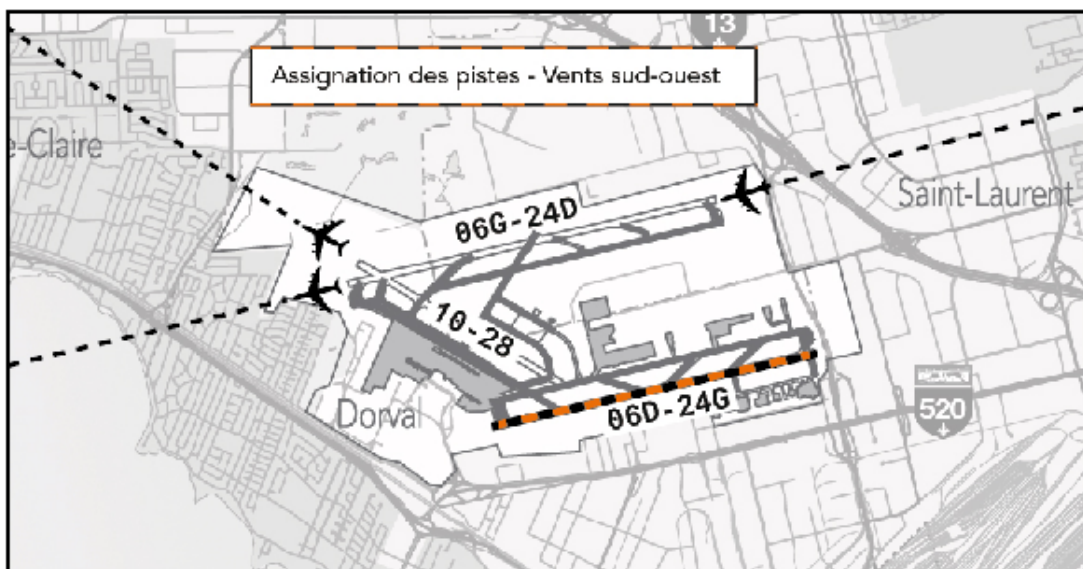 13
Assignation des pistes - Vents sud-ouest
e-Claire
Saint-Laurent
06G-24D
10-28
Dorval
06D-24G
520